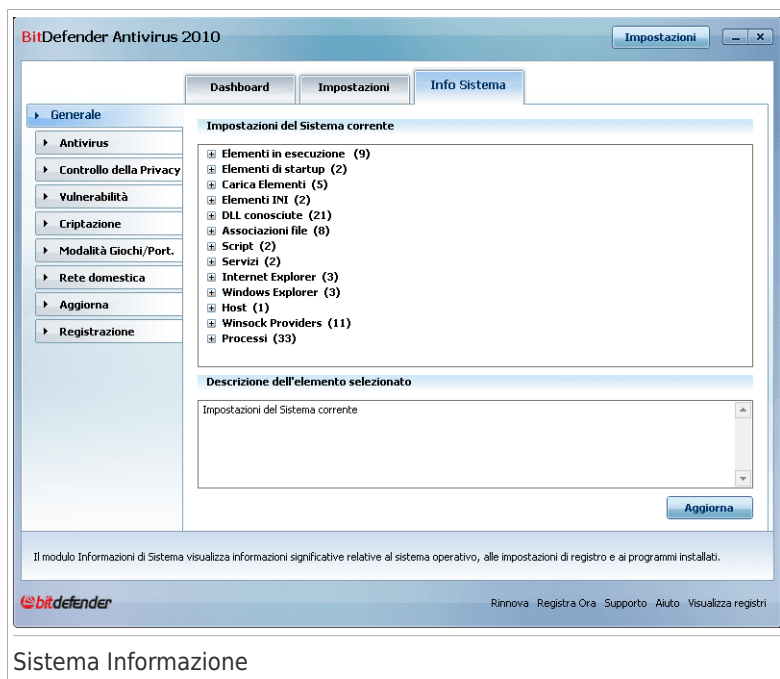 BitDefender Antivirus 2010
Impostazioni
Dashboard
Impostazioni
Info Sistema
Generale
Antivirus
Controllo della Privacy
Vulnerabilità
Criptazione
Modalità Giochi/Port.
Rete domestica
Aggiorna
Registrazione
Impostazioni del Sistema corrente
Elementi in esecuzione (9)
Elementi di startup (2)
Carica Elementi (5)
Elementi INI (2)
DLL conosciute (21)
Associazioni file (8)
Script (2)
Servizi (2)
Internet Explorer (3)
Windows Explorer (3)
Host (1)
Winsock Providers (11)
Processi (33)
Descrizione dell'elemento selezionato
Impostazioni del Sistema corrente
Aggiorna
Il modulo Informazioni di Sistema visualizza informazioni significative relative al sistema operativo, alle impostazioni di registro e ai programmi installati.
bitdefender
Rinnova Registra Ora Supporto Aiuto Visualizza registri
Sistema Informazione